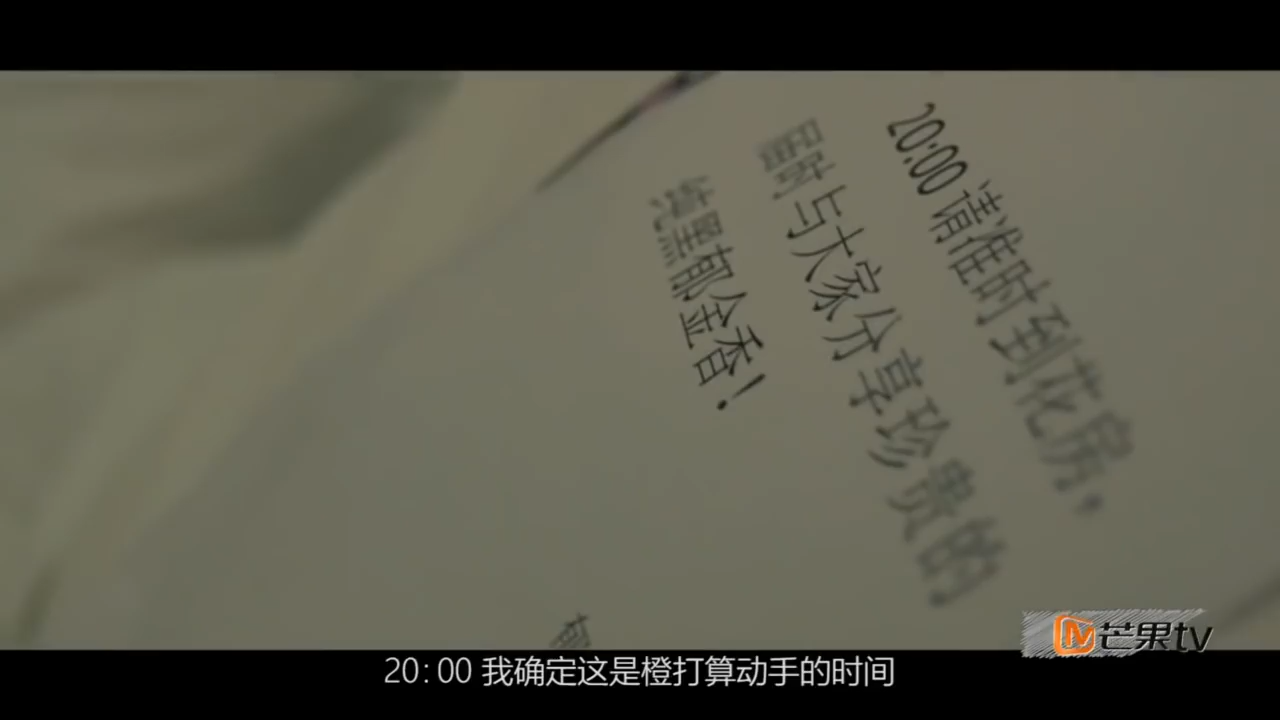 20:00 请准时到花房,
届时与大家分享珍贵的
纯黑郁金香!
郁
芒果tv
20:00 我确定这是橙打算动手的时间